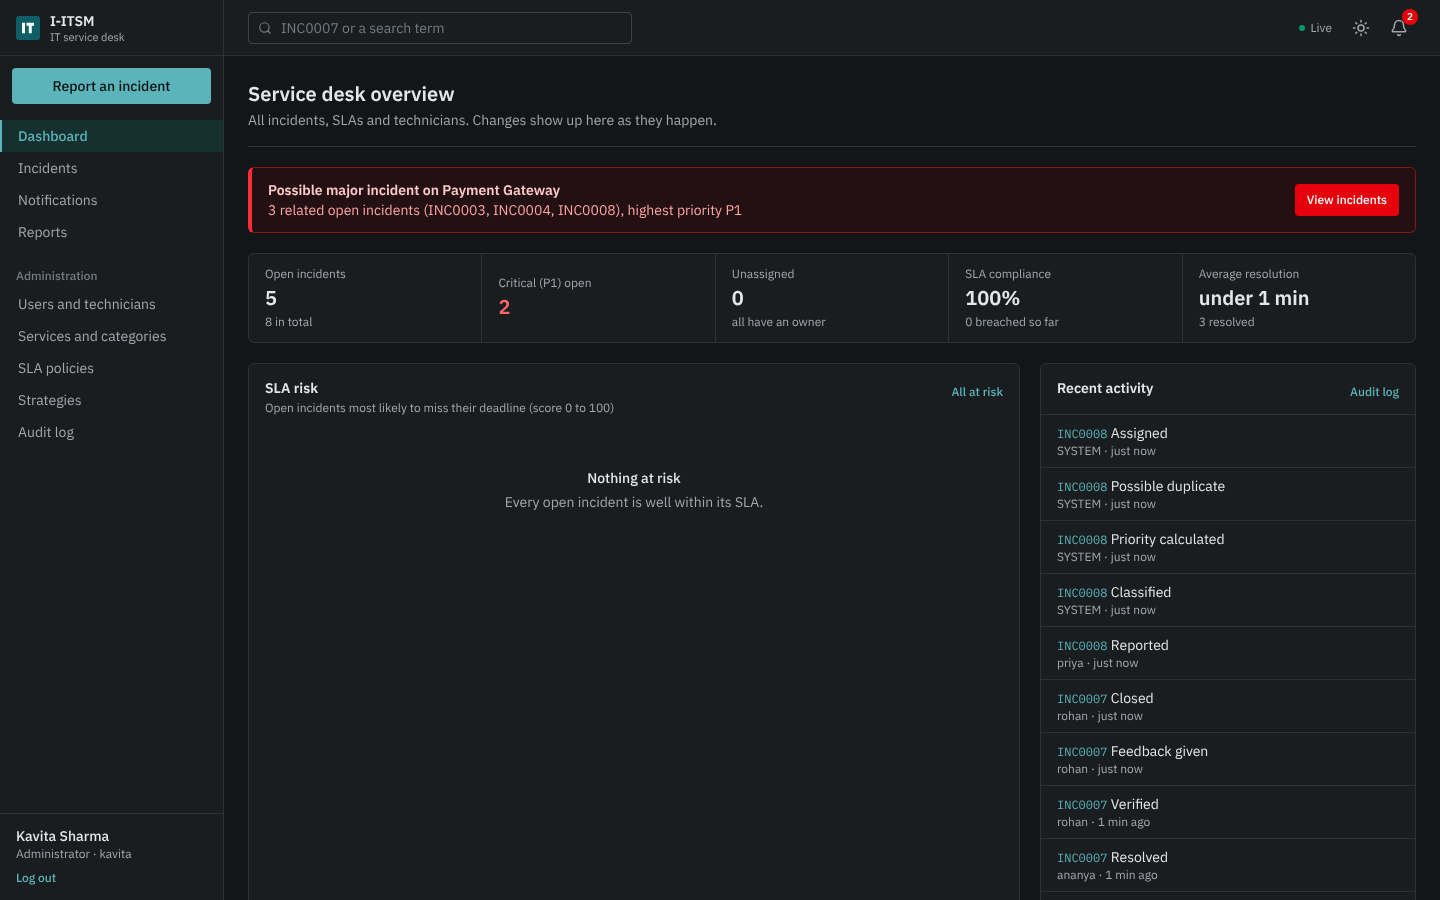 IT
I-ITSM
IT service desk
INC0007 or a search term
Live
2
Report an incident
Dashboard
Incidents
Notifications
Reports
Administration
Users and technicians
Services and categories
SLA policies
Strategies
Audit log
Kavita Sharma
Administrator · kavita
Log out
Service desk overview
All incidents, SLAs and technicians. Changes show up here as they happen.
Possible major incident on Payment Gateway
3 related open incidents (INC0003, INC0004, INC0008), highest priority P1
View incidents
Open incidents
5
8 in total
Critical (P1) open
2
Unassigned
0
all have an owner
SLA compliance
100%
0 breached so far
Average resolution
under 1 min
3 resolved
SLA risk
Open incidents most likely to miss their deadline (score 0 to 100)
All at risk
Nothing at risk
Every open incident is well within its SLA.
Recent activity
Audit log
INC0008 Assigned
SYSTEM · just now
INC0008 Possible duplicate
SYSTEM · just now
INC0008 Priority calculated
SYSTEM · just now
INC0008 Classified
SYSTEM · just now
INC0008 Reported
priya · just now
INC0007 Closed
rohan · just now
INC0007 Feedback given
rohan · just now
INC0007 Verified
rohan · 1 min ago
INC0007 Resolved
ananya · 1 min ago